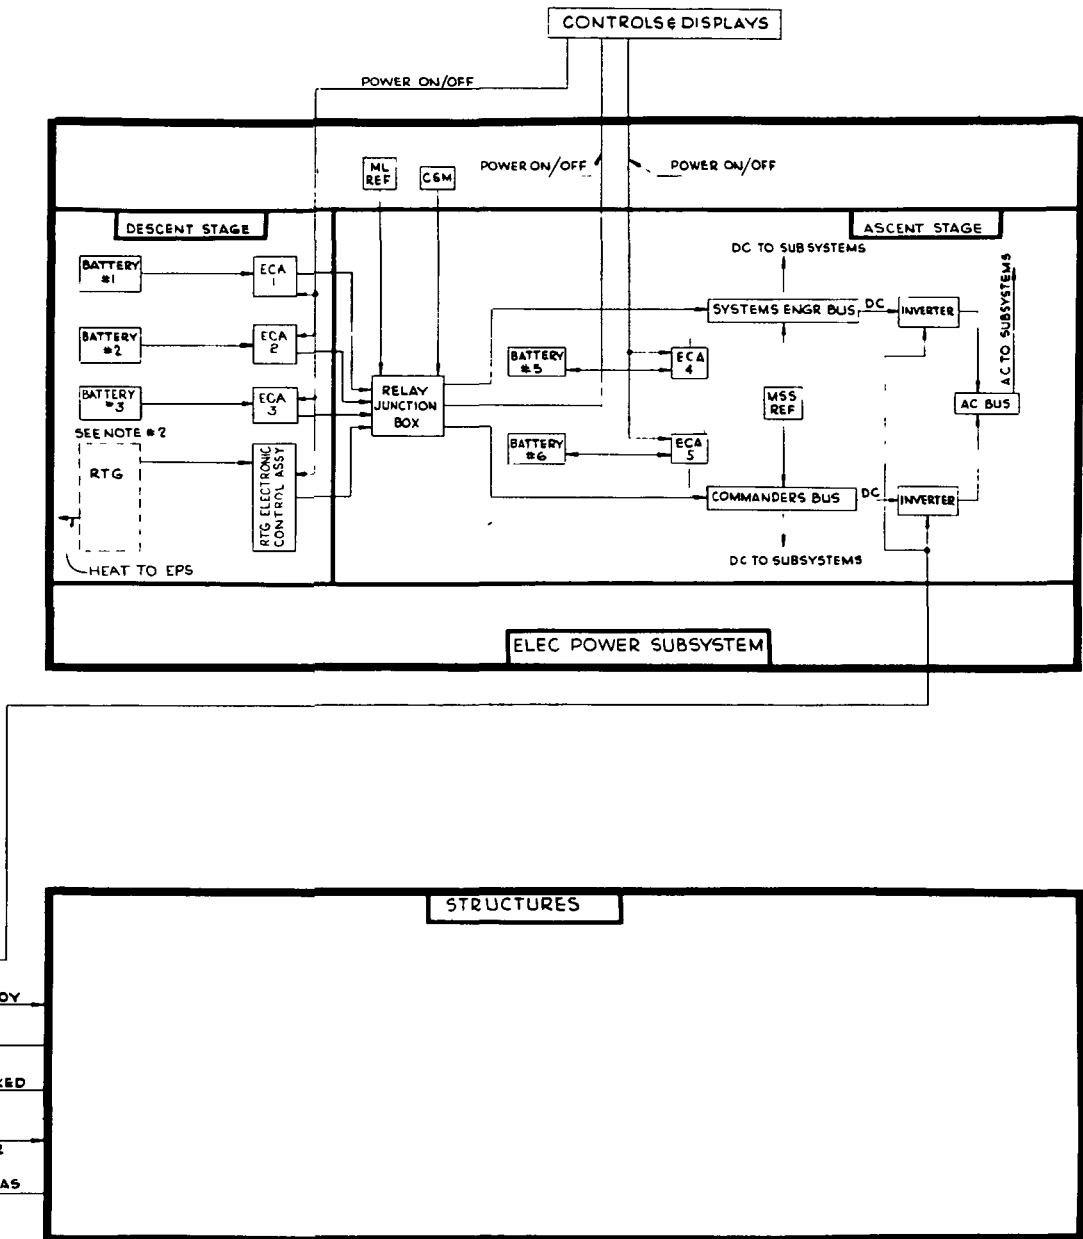 CONTROLS & DISPLAYS
POWER ON/OFF
POWER ON/OFF
POWER ON/OFF
ML
REF
CSM
DESCENT STAGE
ASCENT STAGE
BATTERY
#1
ECA
1
BATTERY
#2
ECA
2
BATTERY
#3
ECA
3
SEE NOTE #2
RTG
RTG ELECTRONIC
CONTROL ASSY
HEAT TO EPS
RELAY
JUNCTION
BOX
BATTERY
#5
ECA
4
BATTERY
#6
ECA
5
DC TO SUBSYSTEMS
SYSTEMS ENGR BUS
DC
INVERTER
MSS
REF
AC BUS
AC TO SUBSYSTEMS
COMMANDERS BUS
DC
INVERTER
DC TO SUBSYSTEMS
ELEC POWER SUBSYSTEM
STRUCTURES
DY
KED
R
AS